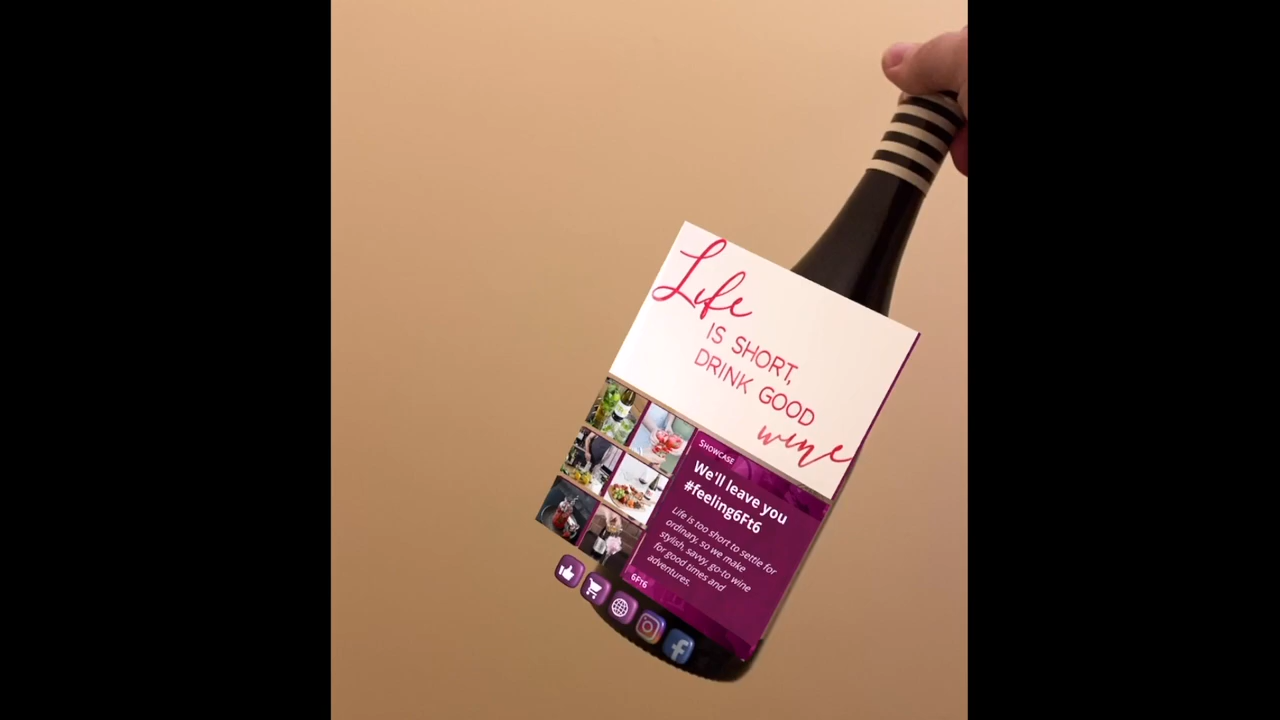 Life
IS SHORT,
DRINK GOOD
wine
SHOWCASE
We'll leave you
#feeling6Ft6
Life is too short to settle for
ordinary, so we make
stylish, savvy, go-to wine
for good times and
adventures.
6Ft6